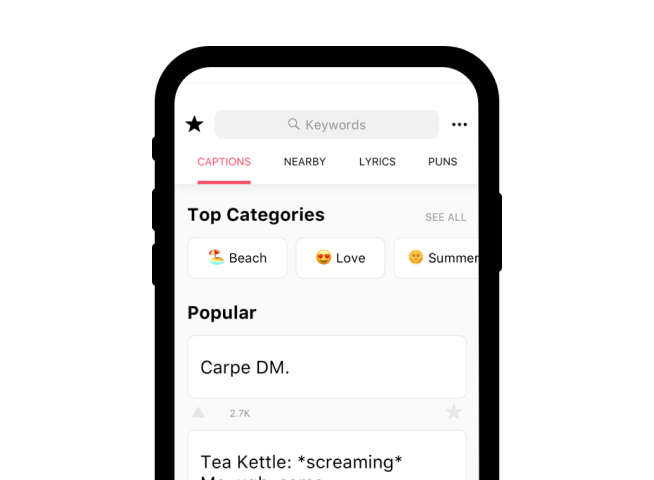 Keywords
CAPTIONS NEARBY LYRICS PUNS
Top Categories SEE ALL
Beach Love Summer
Popular
Carpe DM.
2.7K
Tea Kettle: *screaming*